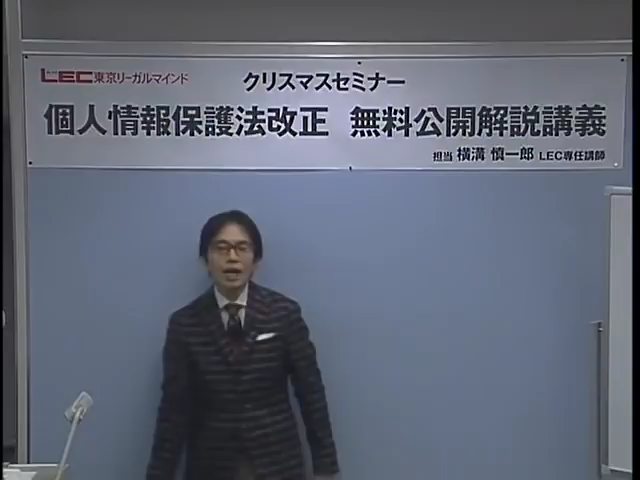 LEC東京リーガルマインド
クリスマスセミナー
個人情報保護法改正 無料公開解説講義
担当 横溝 慎一郎 LEC専任講師